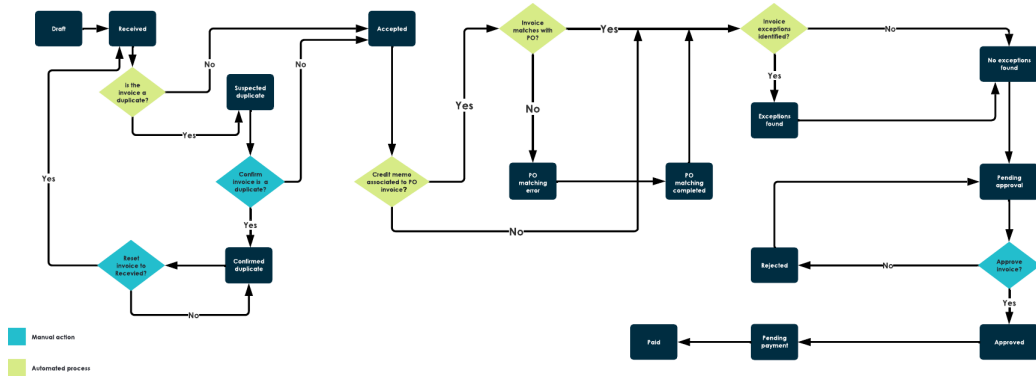 Draft
Received
Is the
invoice a
duplicate?
No
Yes
Suspected
duplicate
Confirm
invoice is a
duplicate?
No
Yes
Confirmed
duplicate
Reset
invoice to
Recevied?
Yes
No
Accepted
Credit memo
associated to PO
invoice?
Yes
No
Invoice
matches with
PO?
Yes
No
PO
matching
error
PO
matching
completed
Invoice
exceptions
identified?
No
Yes
Exceptions
found
No exceptions
found
Pending
approval
Approve
invoice?
No
Yes
Rejected
Approved
Pending
payment
Paid
Manual action
Automated process